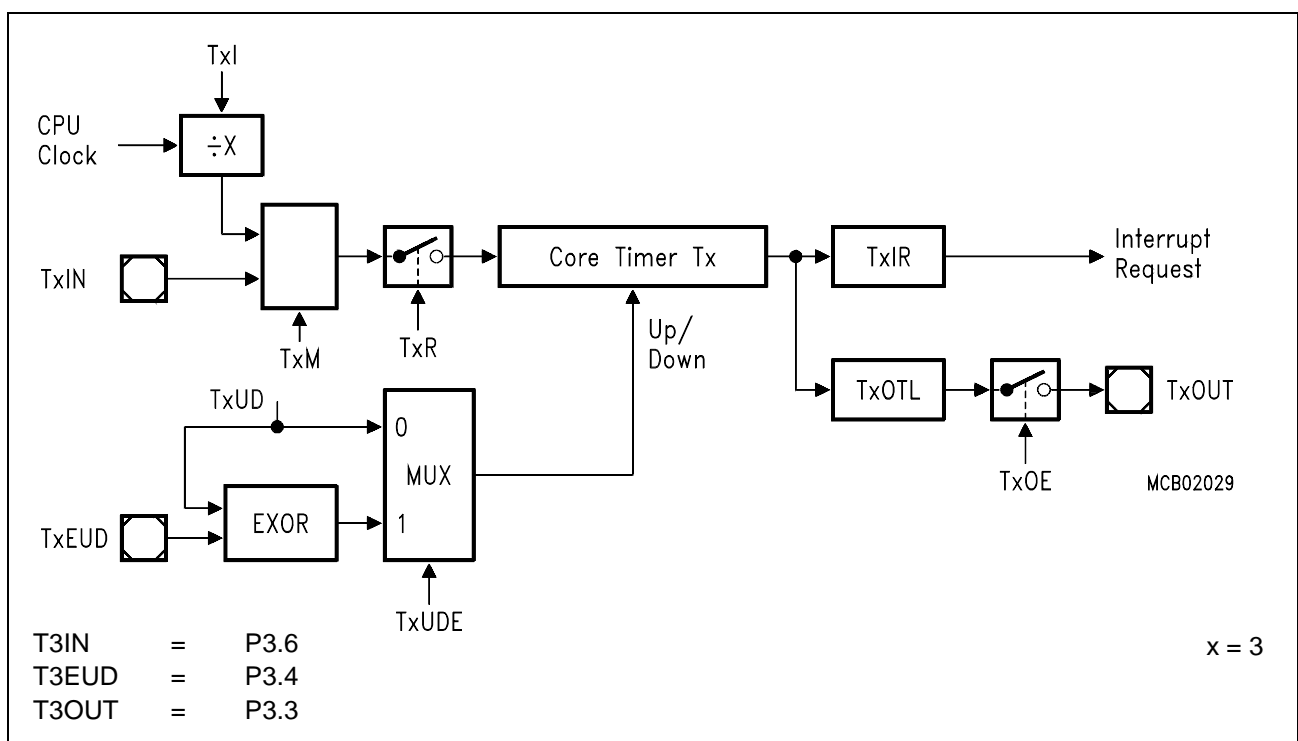 TxI
CPU
Clock
÷X
TxIN
TxM
TxR
Core Timer Tx
TxIR
Interrupt
Request
Up/
Down
TxUD
0
MUX
1
EXOR
TxEUD
TxUDE
TxOTL
TxOUT
TxOE
MCB02029
T3IN = P3.6
T3EUD = P3.4
T3OUT = P3.3
x = 3